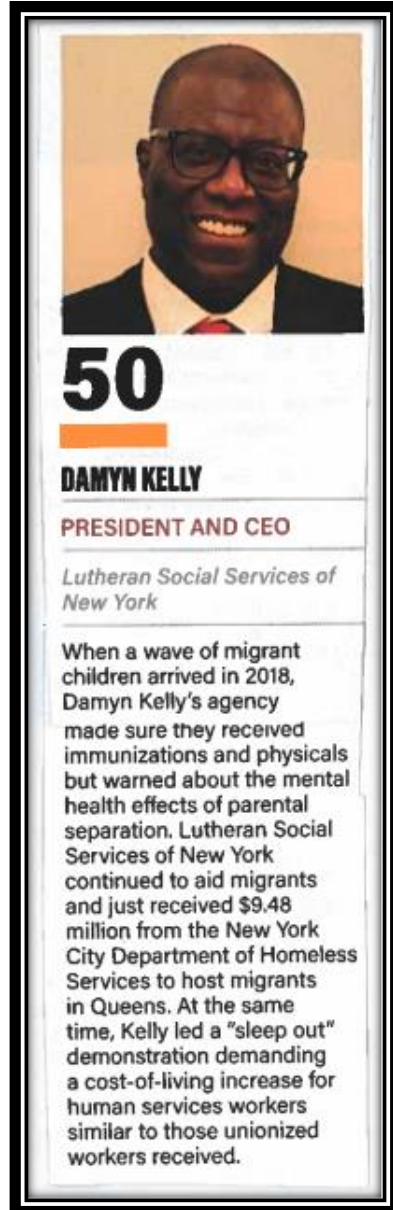 50
DAMYN KELLY
PRESIDENT AND CEO
Lutheran Social Services of
New York
When a wave of migrant
children arrived in 2018,
Damyn Kelly's agency
made sure they received
immunizations and physicals
but warned about the mental
health effects of parental
separation. Lutheran Social
Services of New York
continued to aid migrants
and just received $9.48
million from the New York
City Department of Homeless
Services to host migrants
in Queens. At the same
time, Kelly led a "sleep out"
demonstration demanding
a cost-of-living increase for
human services workers
similar to those unionized
workers received.